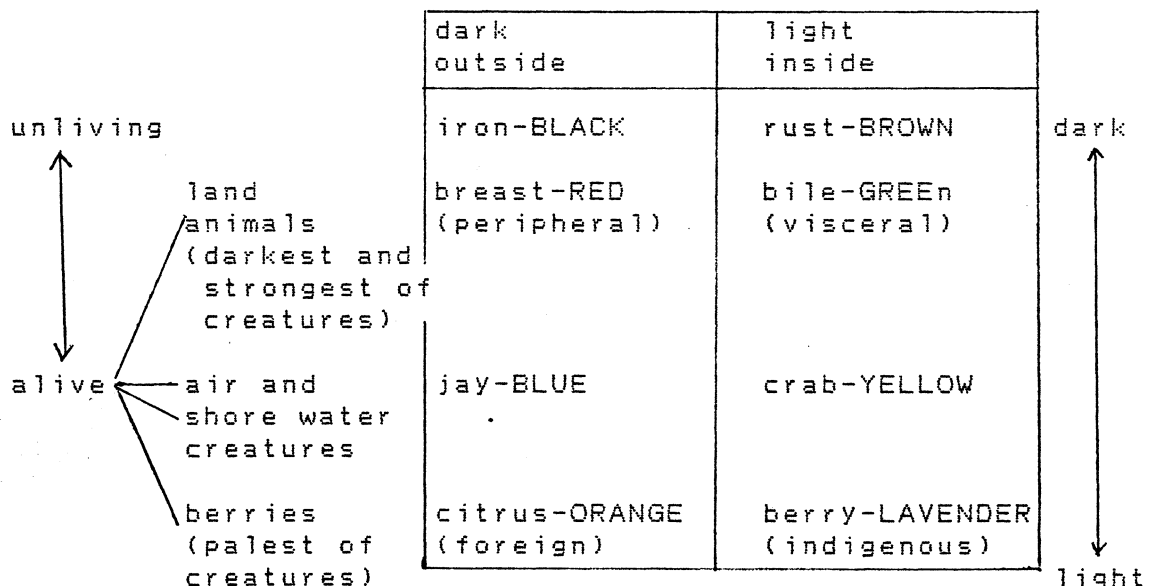 dark light
outside inside
unliving iron-BLACK rust-BROWN dark
land breast-RED bile-GREEn
animals (peripheral) (visceral)
(darkest and
strongest of
creatures)
alive air and jay-BLUE crab-YELLOW
shore water
creatures
berries citrus-ORANGE berry-LAVENDER
(palest of (foreign) (indigenous)
creatures) light